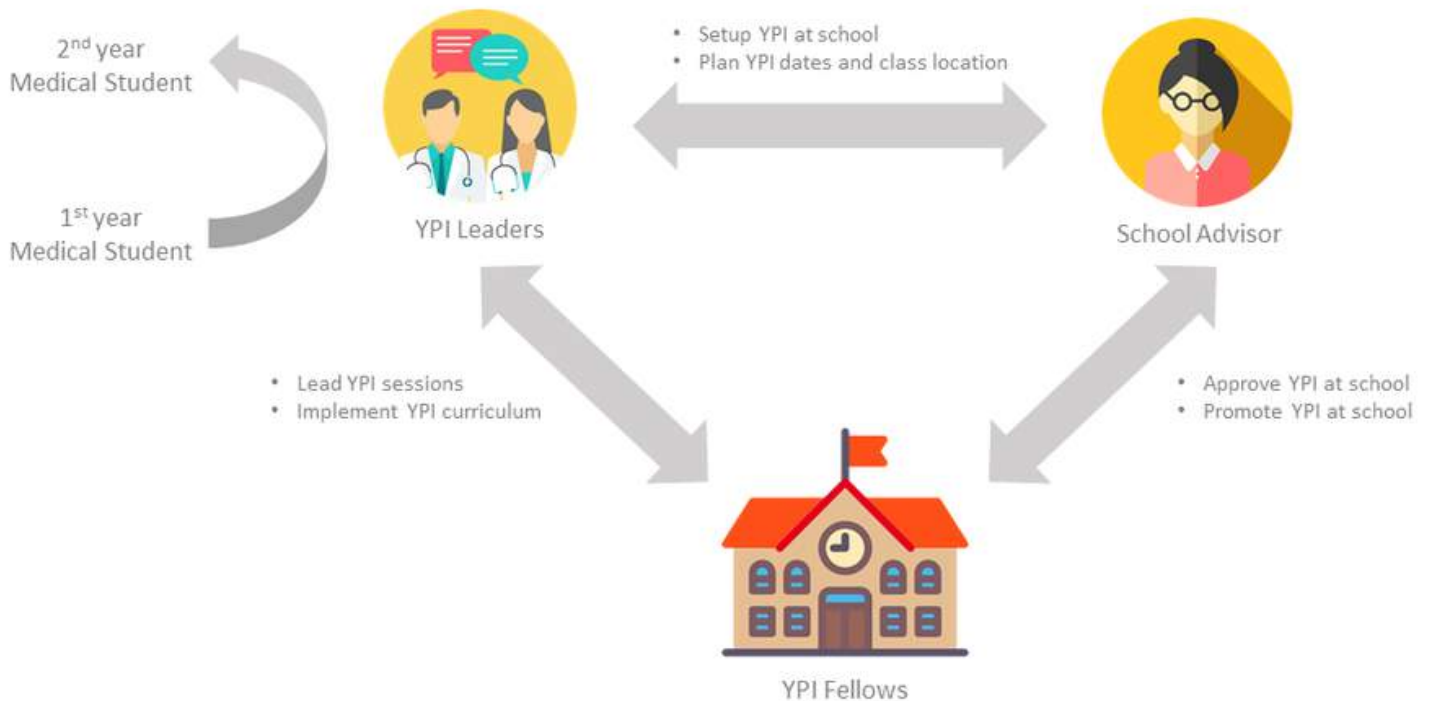 2nd year
Medical Student
1st year
Medical Student
YPI Leaders
• Setup YPI at school
• Plan YPI dates and class location
School Advisor
• Lead YPI sessions
• Implement YPI curriculum
• Approve YPI at school
• Promote YPI at school
YPI Fellows